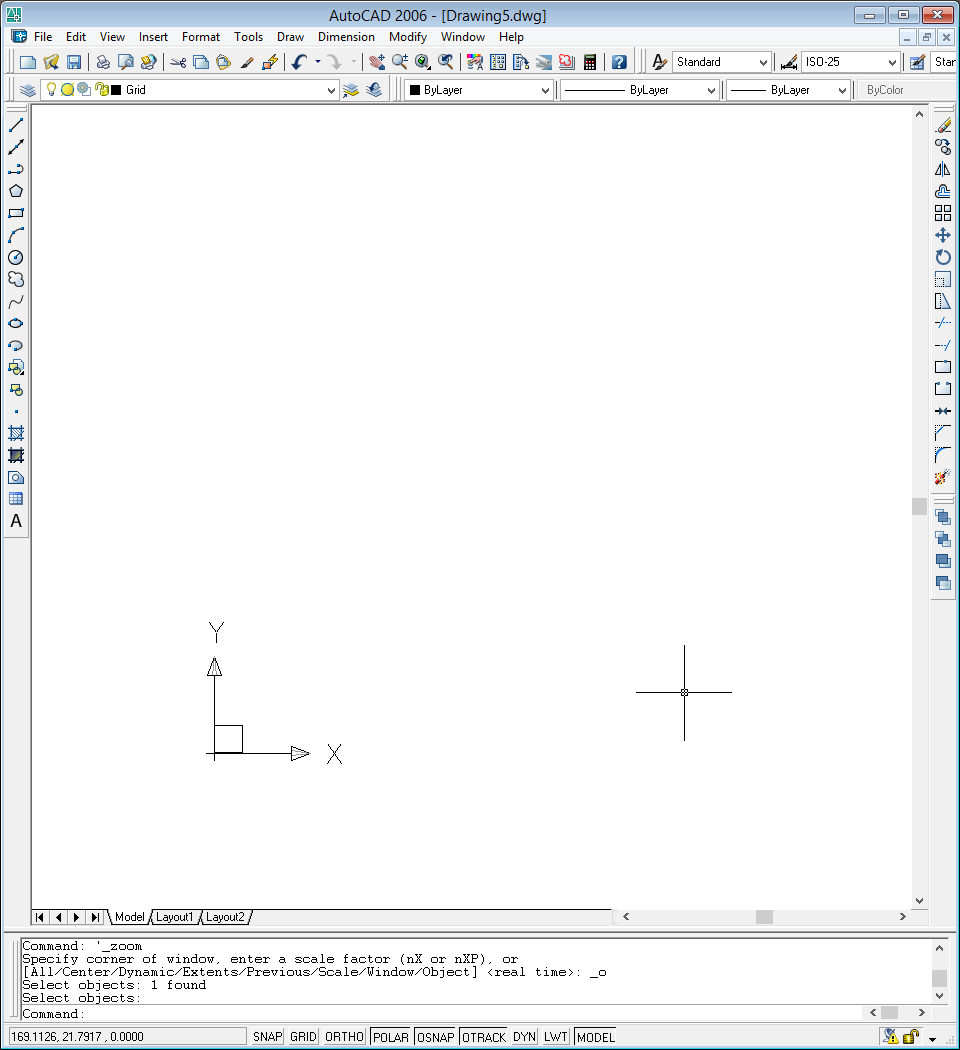 AutoCAD 2006 - [Drawing5.dwg]
File Edit View Insert Format Tools Draw Dimension Modify Window Help
Standard ISO-25 Star
Grid ByLayer ByLayer ByLayer ByColor
A
Y
X
Model Layout1 Layout2
Command: '_zoom
Specify corner of window, enter a scale factor (nX or nXP), or
[All/Center/Dynamic/Extents/Previous/Scale/Window/Object] <real time>: _o
Select objects: 1 found
Select objects:
Command:
169.1126, 21.7917 , 0.0000 SNAP GRID ORTHO POLAR OSNAP OTRACK DYN LWT MODEL